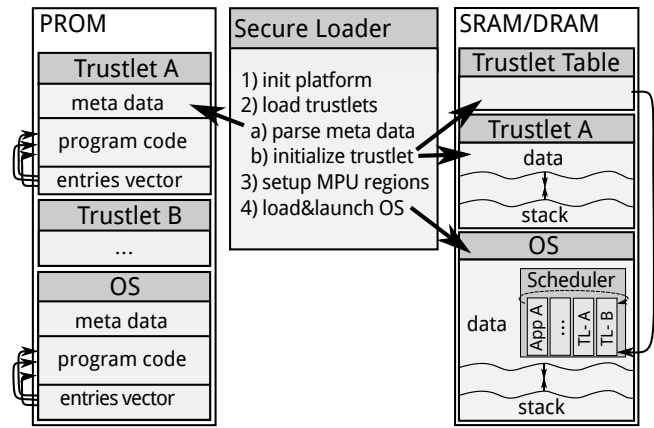 PROM
Trustlet A
meta data
program code
entries vector
Trustlet B
...
OS
meta data
program code
entries vector
Secure Loader
1) init platform
2) load trustlets
a) parse meta data
b) initialize trustlet
3) setup MPU regions
4) load&launch OS
SRAM/DRAM
Trustlet Table
Trustlet A
data
stack
OS
Scheduler
data
App A
...
TL- A
TL- B
stack